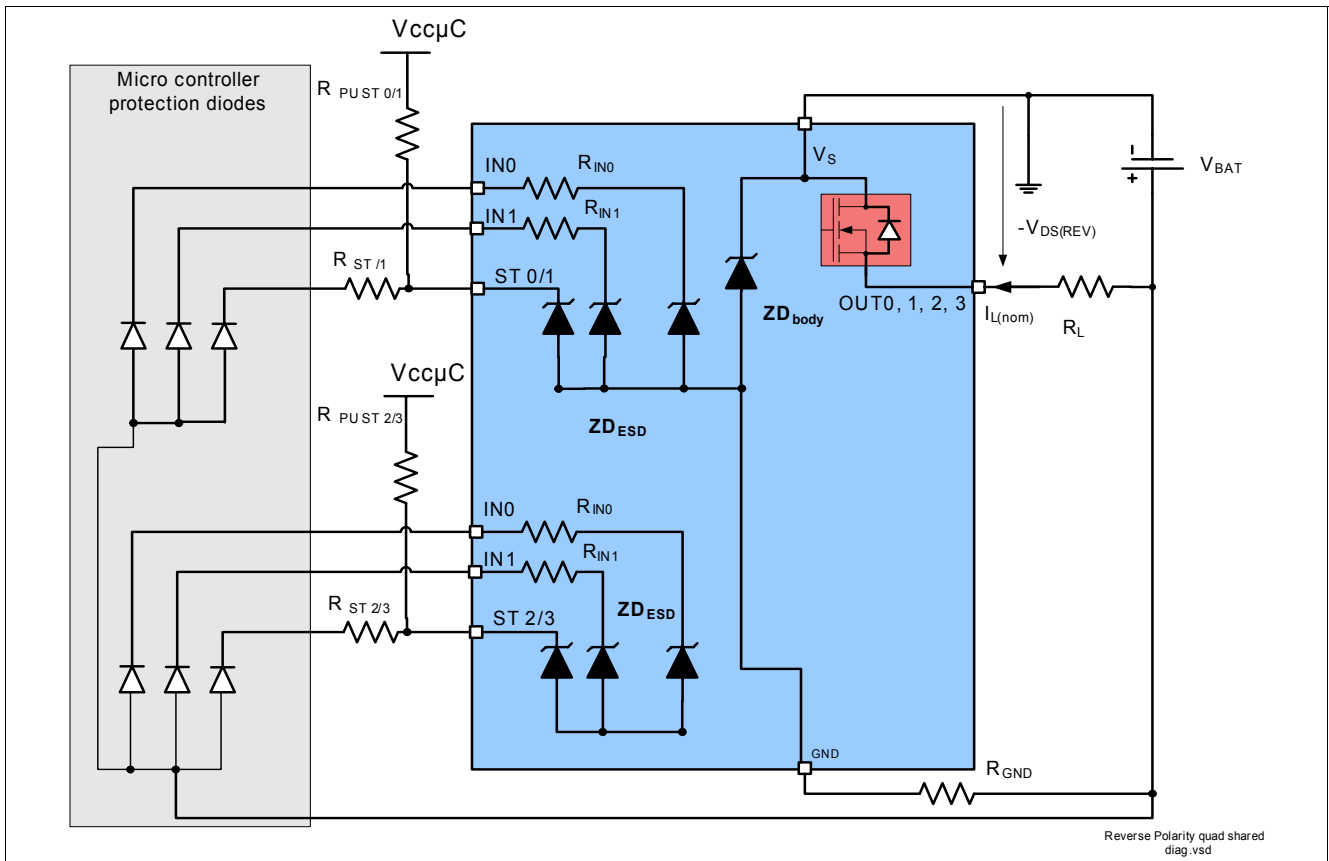 VccµC
Micro controller
protection diodes
R PU ST 0/1
IN0
RIN0
IN1
RIN1
R ST /1
ST 0/1
VS
VBAT
-VDS(REV)
ZDbody
OUT0, 1, 2, 3
IL(nom)
RL
VccµC
R PU ST 2/3
ZDESD
IN0
RIN0
IN1
RIN1
R ST 2/3
ST 2/3
ZDESD
GND
RGND
Reverse Polarity quad shared
diag.vsd